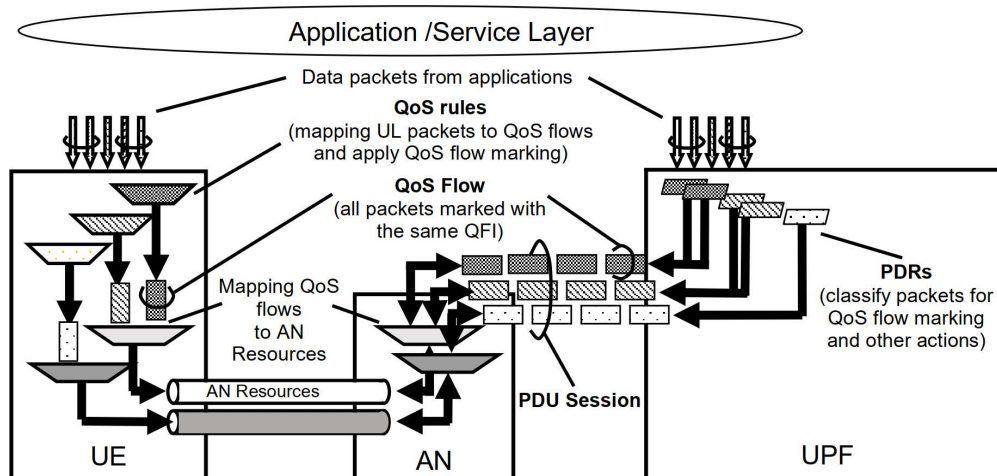 Application /Service Layer
Data packets from applications
QoS rules
(mapping UL packets to QoS flows
and apply QoS flow marking)
QoS Flow
(all packets marked with
the same QFI)
Mapping QoS
flows
to AN
Resources
PDRs
(classify packets for
QoS flow marking
and other actions)
AN Resources
PDU Session
UE
AN
UPF